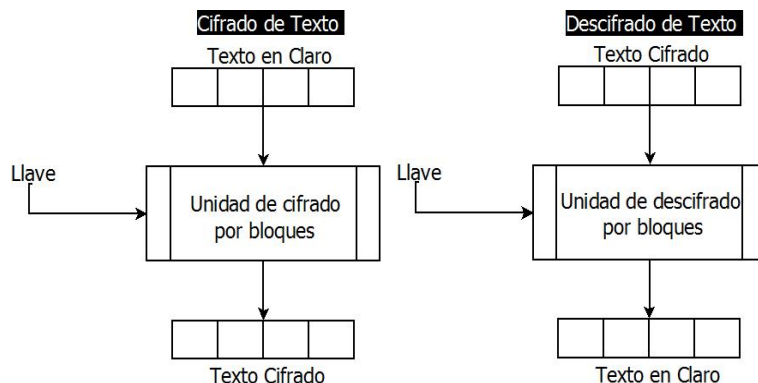 Cifrado de Texto
Texto en Claro
Llave
Unidad de cifrado
por bloques
Texto Cifrado
Descifrado de Texto
Texto Cifrado
Llave
Unidad de descifrado
por bloques
Texto en Claro